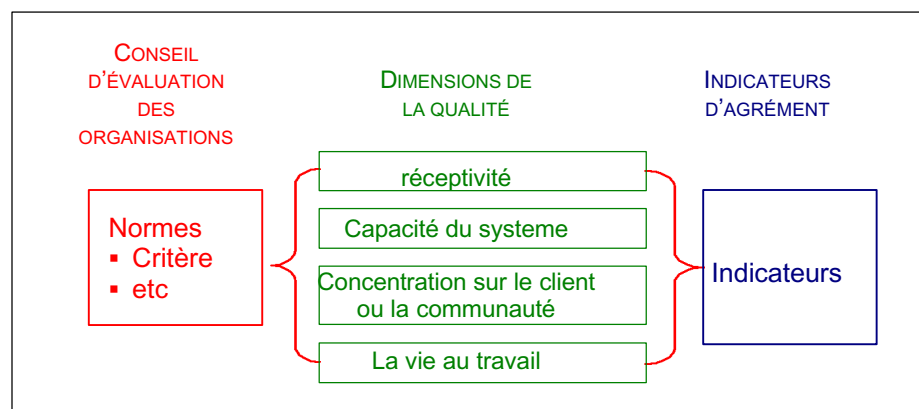 CONSEIL
D'ÉVALUATION
DES
ORGANISATIONS
DIMENSIONS DE
LA QUALITÉ
INDICATEURS
D'AGRÉMENT
Normes
▪ Critère
▪ etc
réceptivité
Capacité du systeme
Concentration sur le client
ou la communauté
La vie au travail
Indicateurs